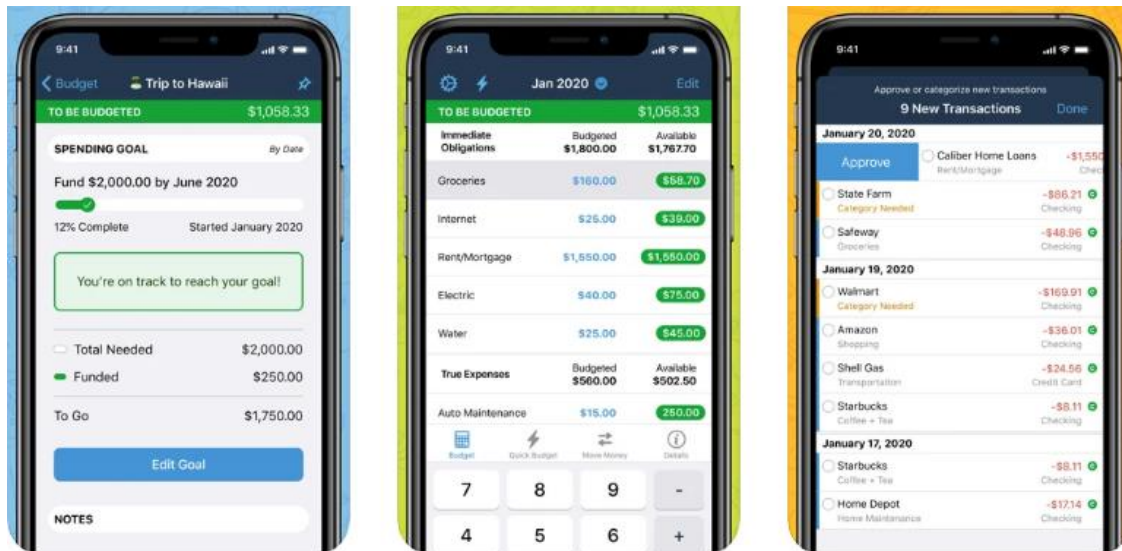 9:41
Budget Trip to Hawaii
TO BE BUDGETED $1,058.33
SPENDING GOAL By Date
Fund $2,000.00 by June 2020
12% Complete Started January 2020
You're on track to reach your goal!
Total Needed $2,000.00
Funded $250.00
To Go $1,750.00
Edit Goal
NOTES
9:41
Jan 2020 Edit
TO BE BUDGETED $1,058.33
Immediate Obligations Budgeted $1,800.00 Available $1,767.70
Groceries $160.00 $58.70
Internet $25.00 $39.00
Rent/Mortgage $1,550.00 $1,550.00
Electric $40.00 $75.00
Water $25.00 $45.00
True Expenses Budgeted $560.00 Available $502.50
Auto Maintenance $15.00 250.00
Budget Quick Budget Move Money Details
7 8 9 -
4 5 6 +
9:41
Approve or categorize new transactions
9 New Transactions Done
January 20, 2020
Approve Caliber Home Loans -$1,550
Rent/Mortgage Chec
State Farm -$86.21
Category Needed Checking
Safeway -$48.96
Groceries Checking
January 19, 2020
Walmart -$169.91
Category Needed Checking
Amazon -$36.01
Shopping Checking
Shell Gas -$24.56
Transportation Credit Card
Starbucks -$8.11
Coffee + Tea Checking
January 17, 2020
Starbucks -$8.11
Coffee + Tea Checking
Home Depot -$17.14
Home Maintenance Checking